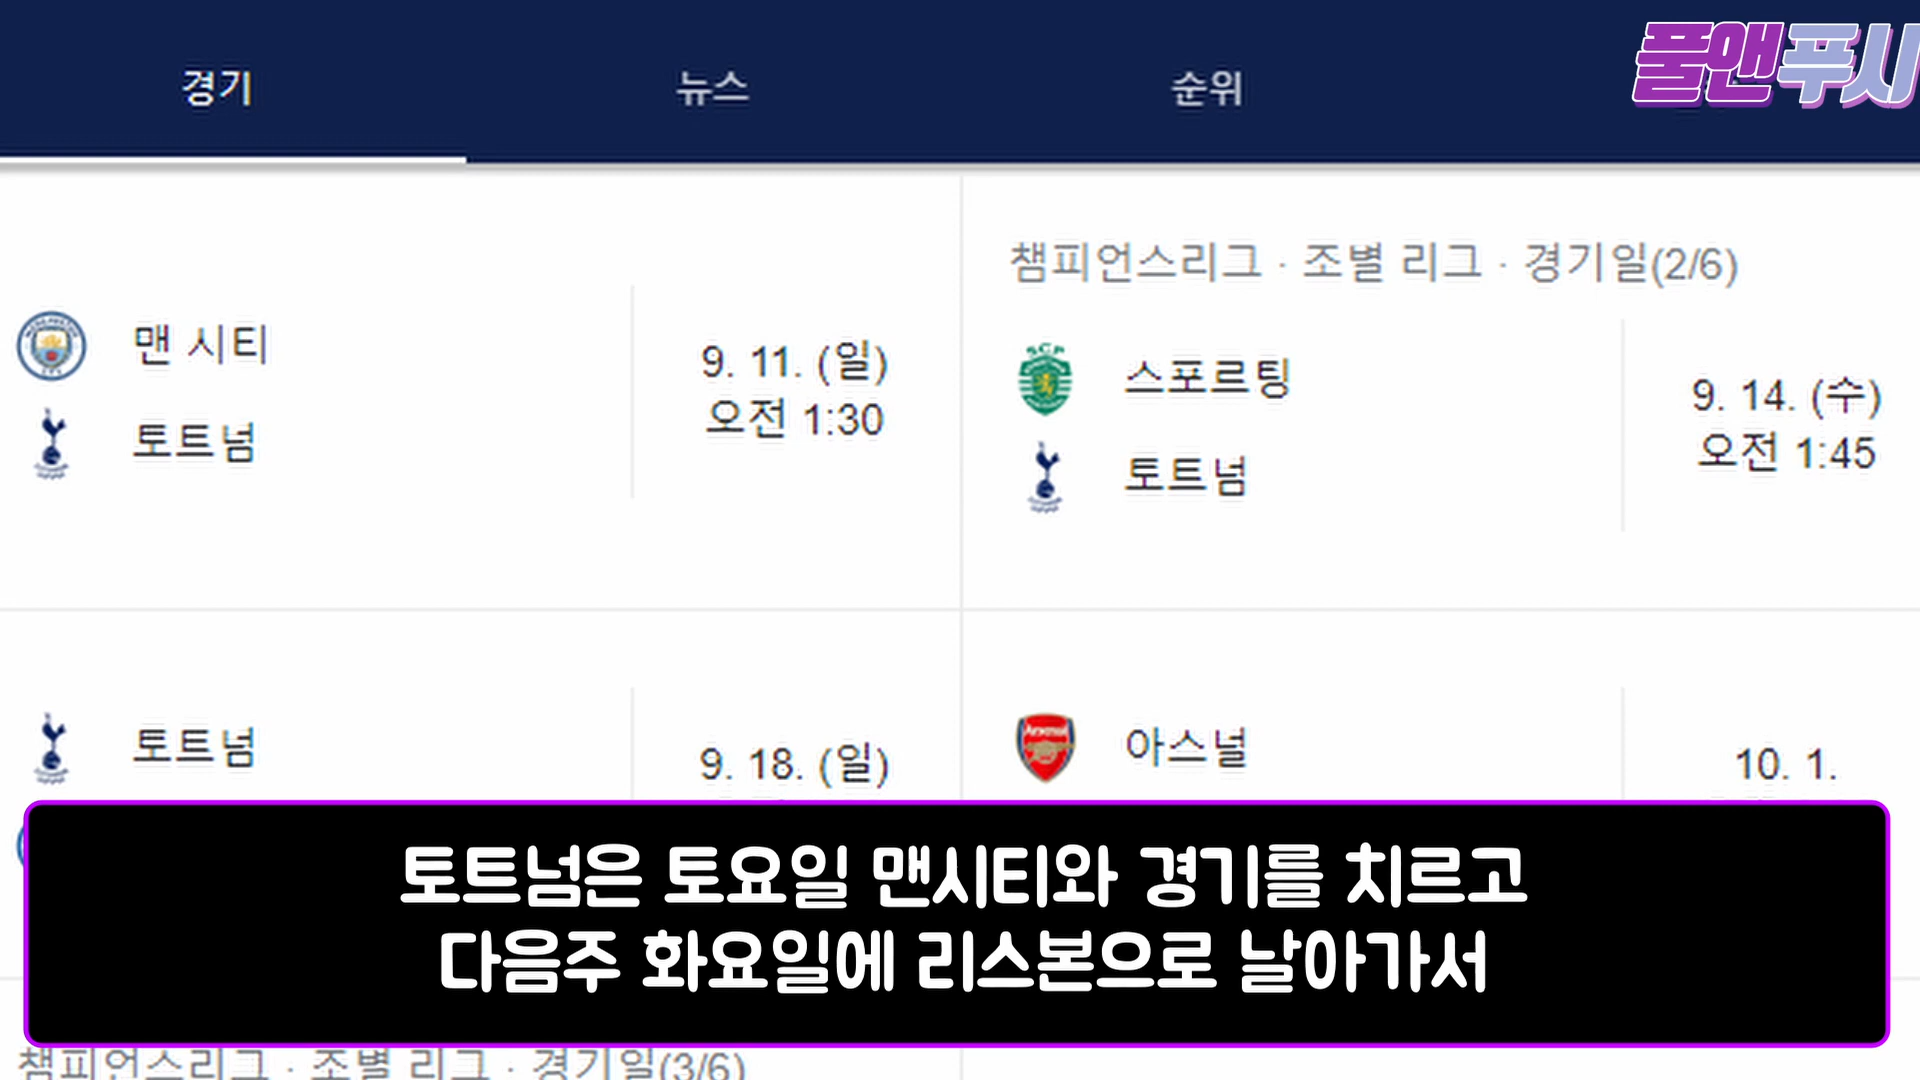 경기
뉴스
순위
풀앤푸시
맨 시티
토트넘
9. 11. (일)
오전 1:30
챔피언스리그 · 조별 리그 · 경기일(2/6)
스포르팅
토트넘
9. 14. (수)
오전 1:45
토트넘
9. 18. (일)
아스널
10. 1.
토트넘은 토요일 맨시티와 경기를 치르고
다음주 화요일에 리스본으로 날아가서
챔피언스리그 · 조별 리그 · 경기일(3/6)